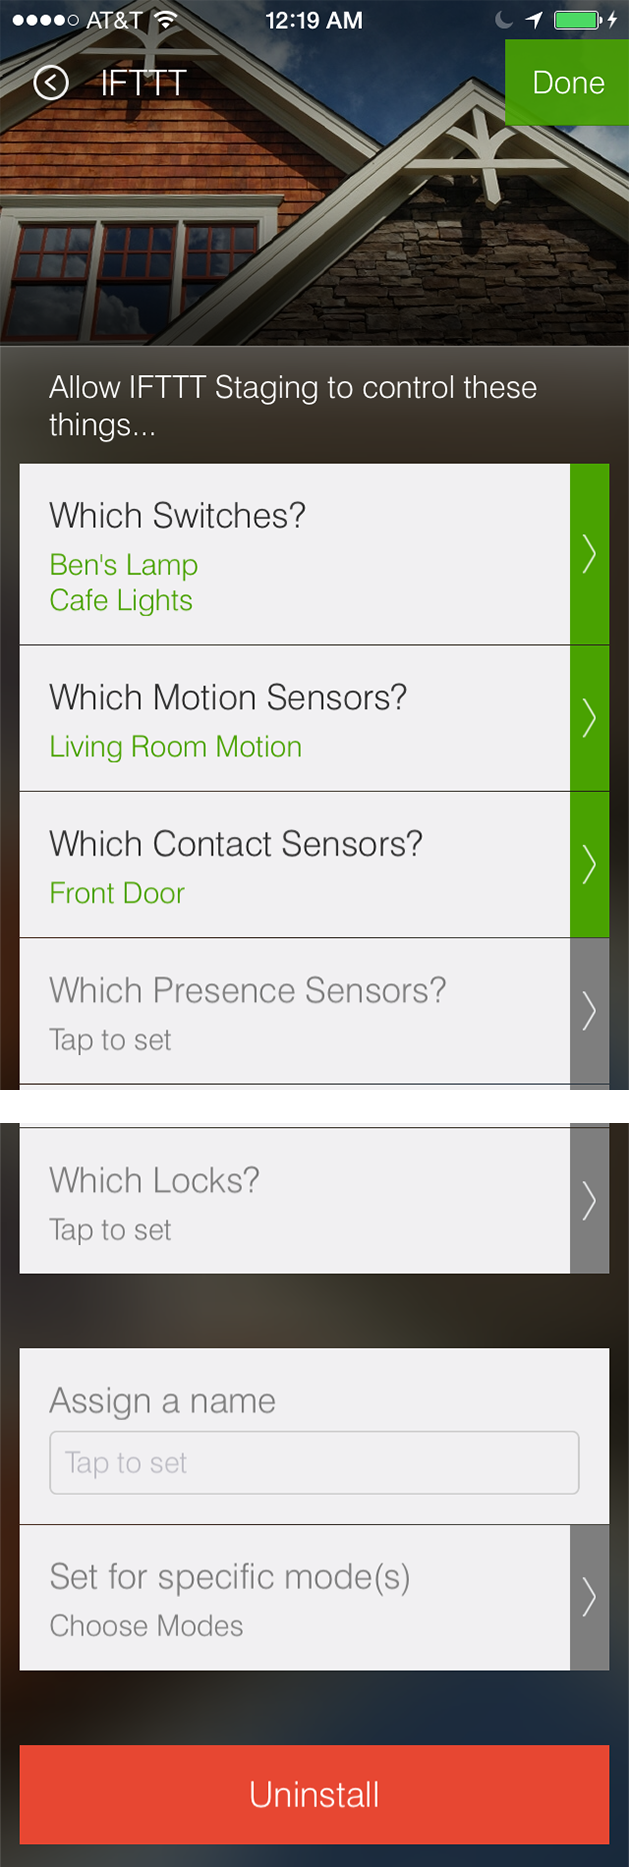 AT&T 12:19 AM
IFTTT
Done
Allow IFTTT Staging to control these
things...
Which Switches?
Ben's Lamp
Cafe Lights
Which Motion Sensors?
Living Room Motion
Which Contact Sensors?
Front Door
Which Presence Sensors?
Tap to set
Which Locks?
Tap to set
Assign a name
Tap to set
Set for specific mode(s)
Choose Modes
Uninstall